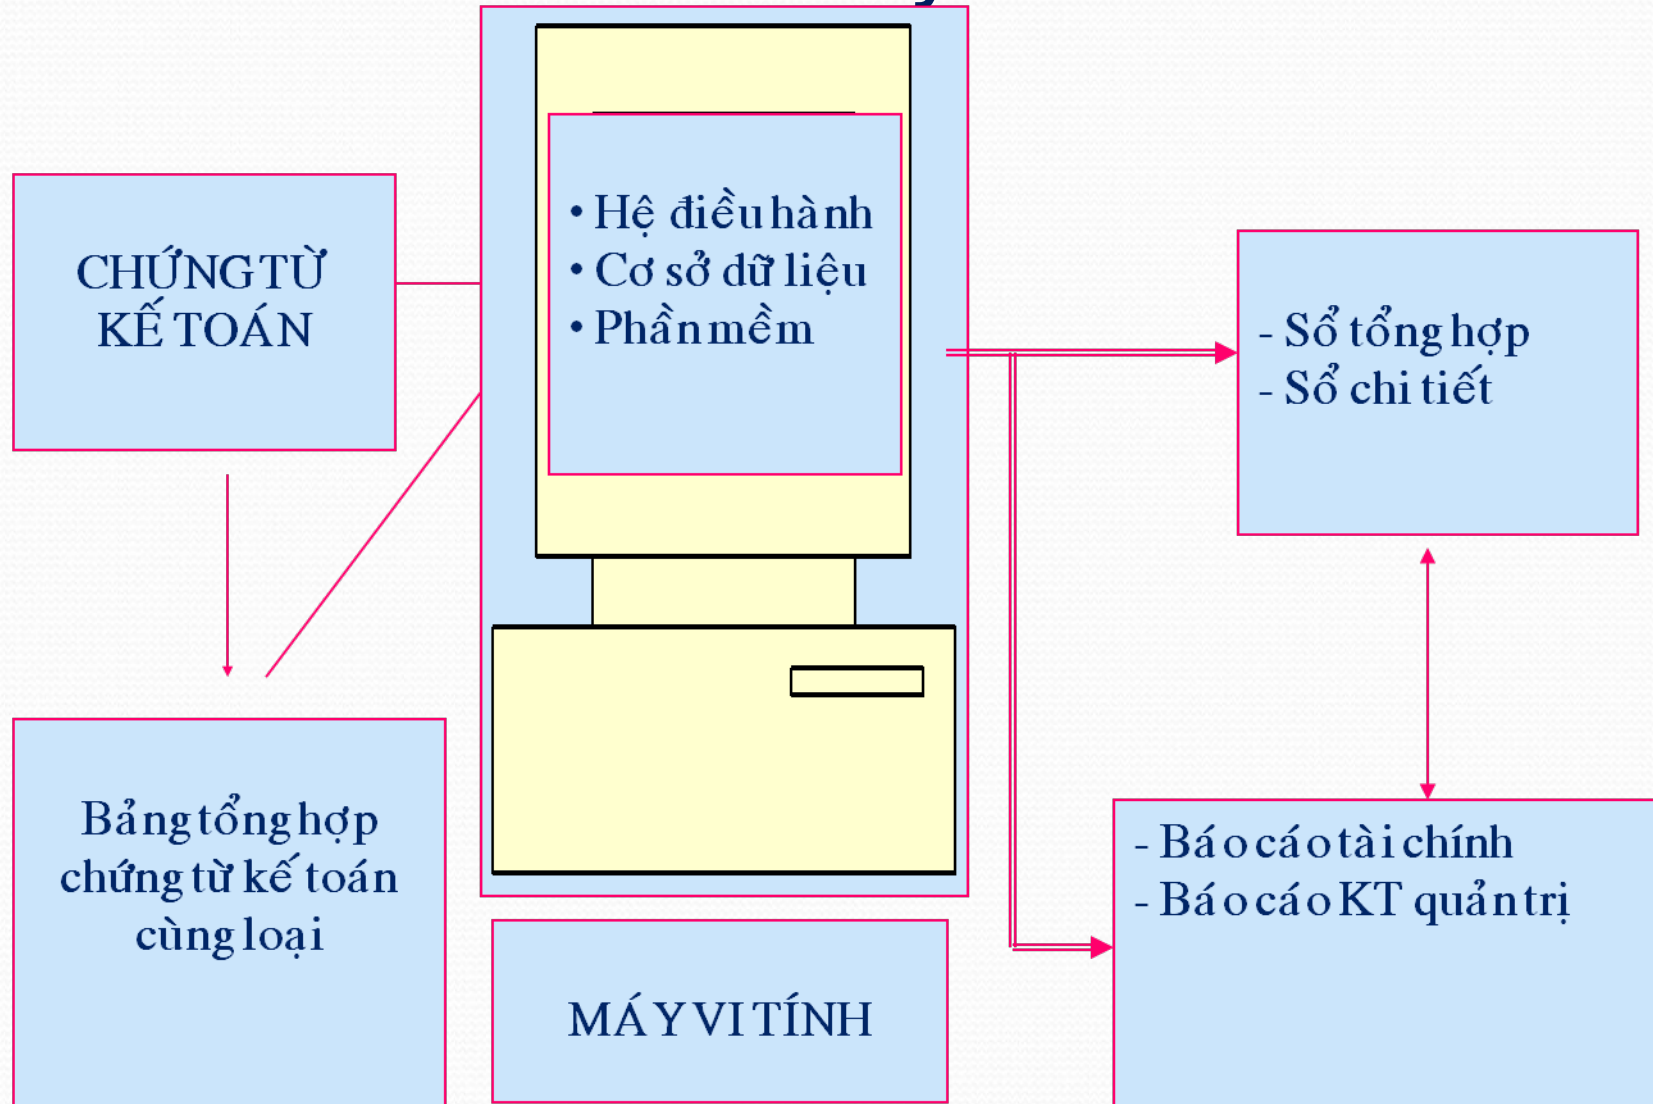 CHỨNG TỪ
KẾ TOÁN
• Hệ điều hành
• Cơ sở dữ liệu
• Phần mềm
- Sổ tổng hợp
- Sổ chi tiết
Bảng tổng hợp
chứng từ kế toán
cùng loại
MÁY VI TÍNH
- Báo cáo tài chính
- Báo cáo KT quản trị